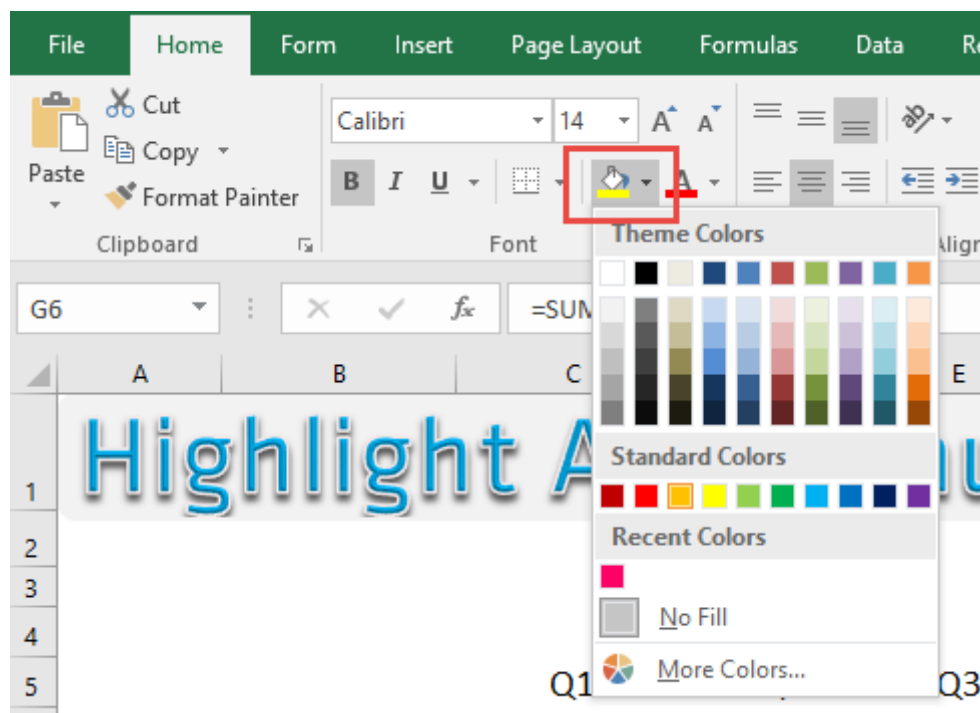 File Home Form Insert Page Layout Formulas Data
Cut
Calibri 14 A A
Copy
Paste
B I U A
Format Painter
Clipboard Font
Theme Colors
G6 fx =SUM
A B C E
Highlight A
Standard Colors
1
Recent Colors
2
3
No Fill
4
More Colors...
5 Q1 Q3